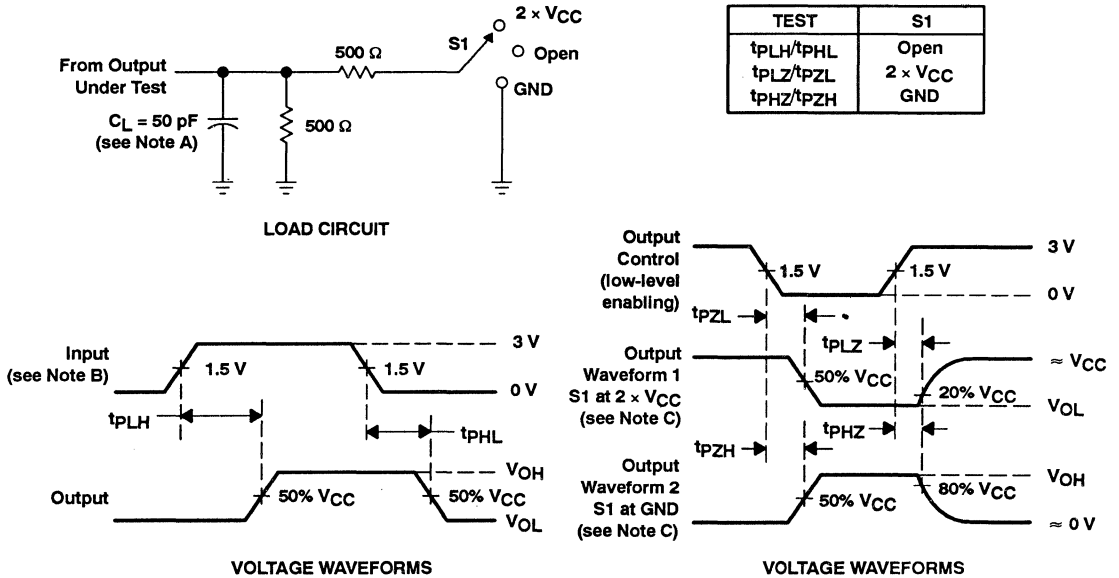 2 × VCC
S1
Open
500 Ω
From Output
Under Test
GND
CL = 50 pF
(see Note A)
500 Ω
LOAD CIRCUIT
TEST S1
tPLH/tPHL Open
tPLZ/tPZL 2 × VCC
tPHZ/tPZH GND
Input
(see Note B)
3 V
1.5 V
1.5 V
0 V
tPLH
tPHL
Output
VOH
50% VCC
50% VCC
VOL
VOLTAGE WAVEFORMS
Output
Control
(low-level
enabling)
3 V
1.5 V
1.5 V
0 V
tPZL
tPLZ
Output
Waveform 1
S1 at 2 × VCC
(see Note C)
≈ VCC
50% VCC
20% VCC
VOL
tPHZ
tPZH
Output
Waveform 2
S1 at GND
(see Note C)
VOH
50% VCC
80% VCC
≈ 0 V
VOLTAGE WAVEFORMS